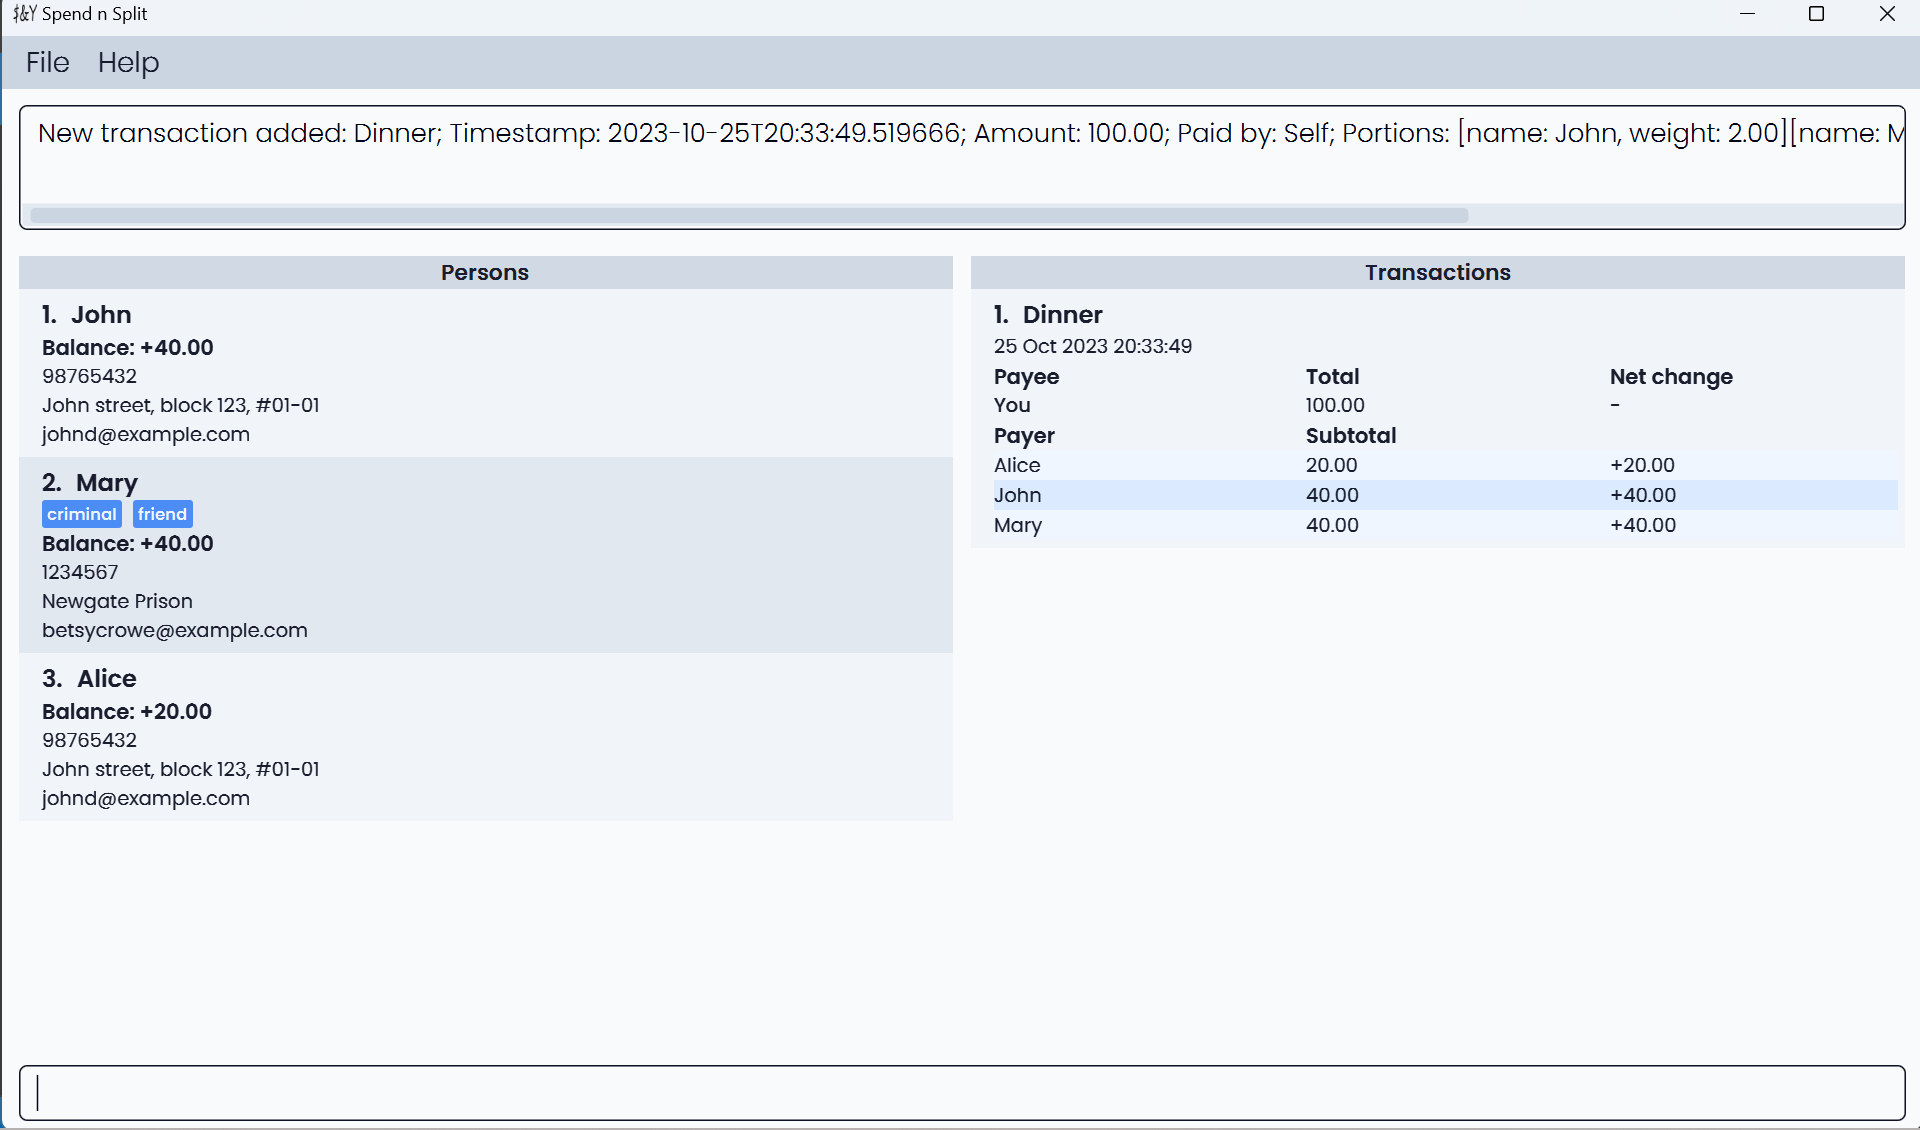 $&Y Spend n Split
File Help
New transaction added: Dinner; Timestamp: 2023-10-25T20:33:49.519666; Amount: 100.00; Paid by: Self; Portions: [name: John, weight: 2.00][name: M
Persons
1. John
Balance: +40.00
98765432
John street, block 123, #01-01
johnd@example.com
2. Mary
criminal friend
Balance: +40.00
1234567
Newgate Prison
betsycrowe@example.com
3. Alice
Balance: +20.00
98765432
John street, block 123, #01-01
johnd@example.com
Transactions
1. Dinner
25 Oct 2023 20:33:49
Payee Total Net change
You 100.00 -
Payer Subtotal
Alice 20.00 +20.00
John 40.00 +40.00
Mary 40.00 +40.00